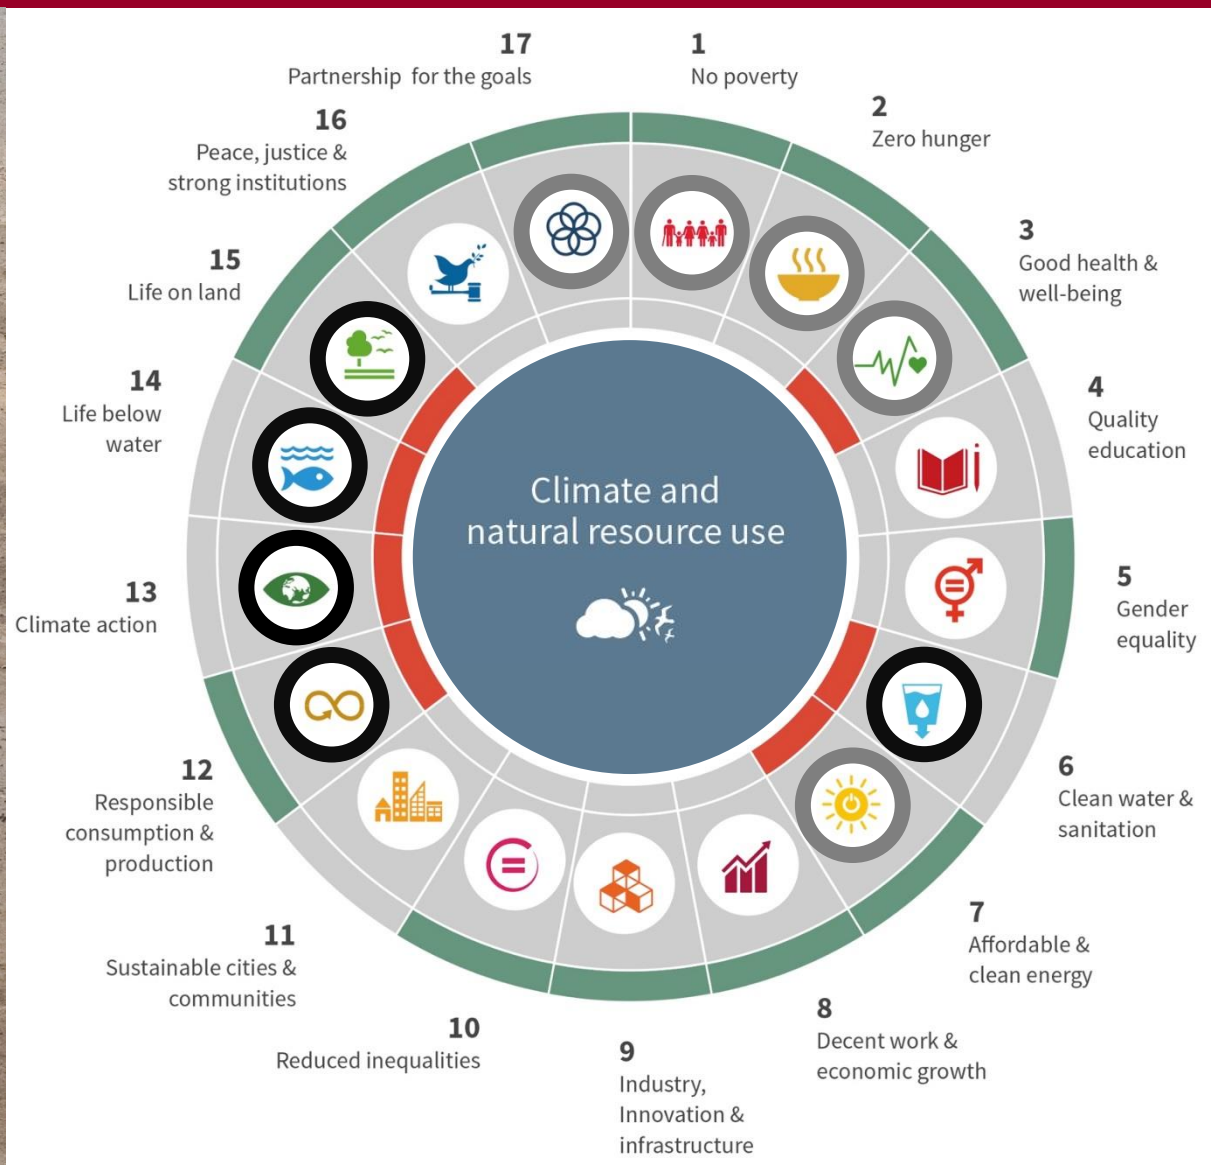 17
Partnership for the goals
1
No poverty
2
Zero hunger
3
Good health &
well-being
4
Quality
education
5
Gender
equality
6
Clean water &
sanitation
7
Affordable &
clean energy
8
Decent work &
economic growth
9
Industry,
Innovation &
infrastructure
10
Reduced inequalities
11
Sustainable cities &
communities
12
Responsible
consumption &
production
13
Climate action
14
Life below
water
15
Life on land
16
Peace, justice &
strong institutions
Climate and
natural resource use